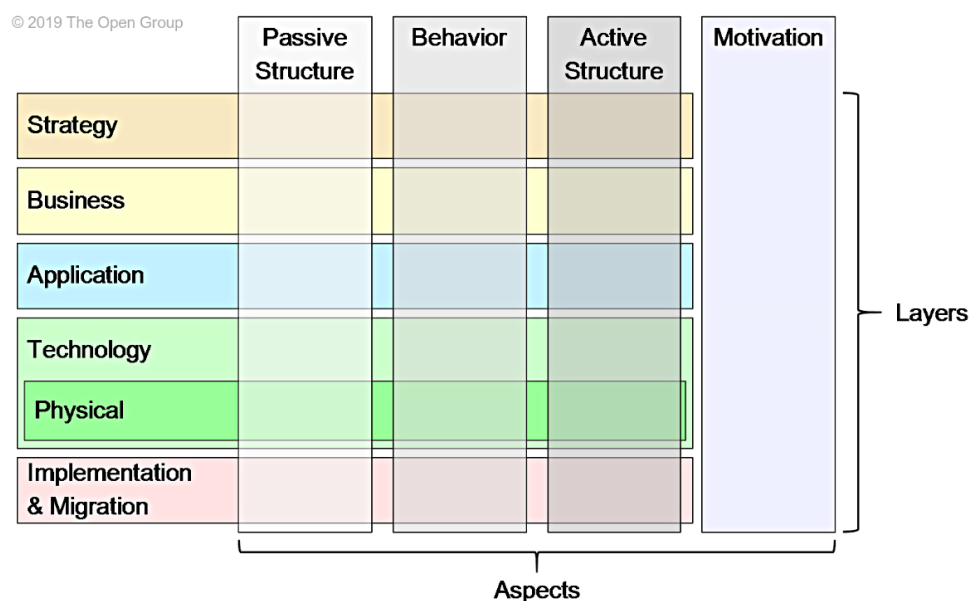 © 2019 The Open Group
Passive
Structure
Behavior
Active
Structure
Motivation
Strategy
Business
Application
Technology
Physical
Implementation
& Migration
Layers
Aspects